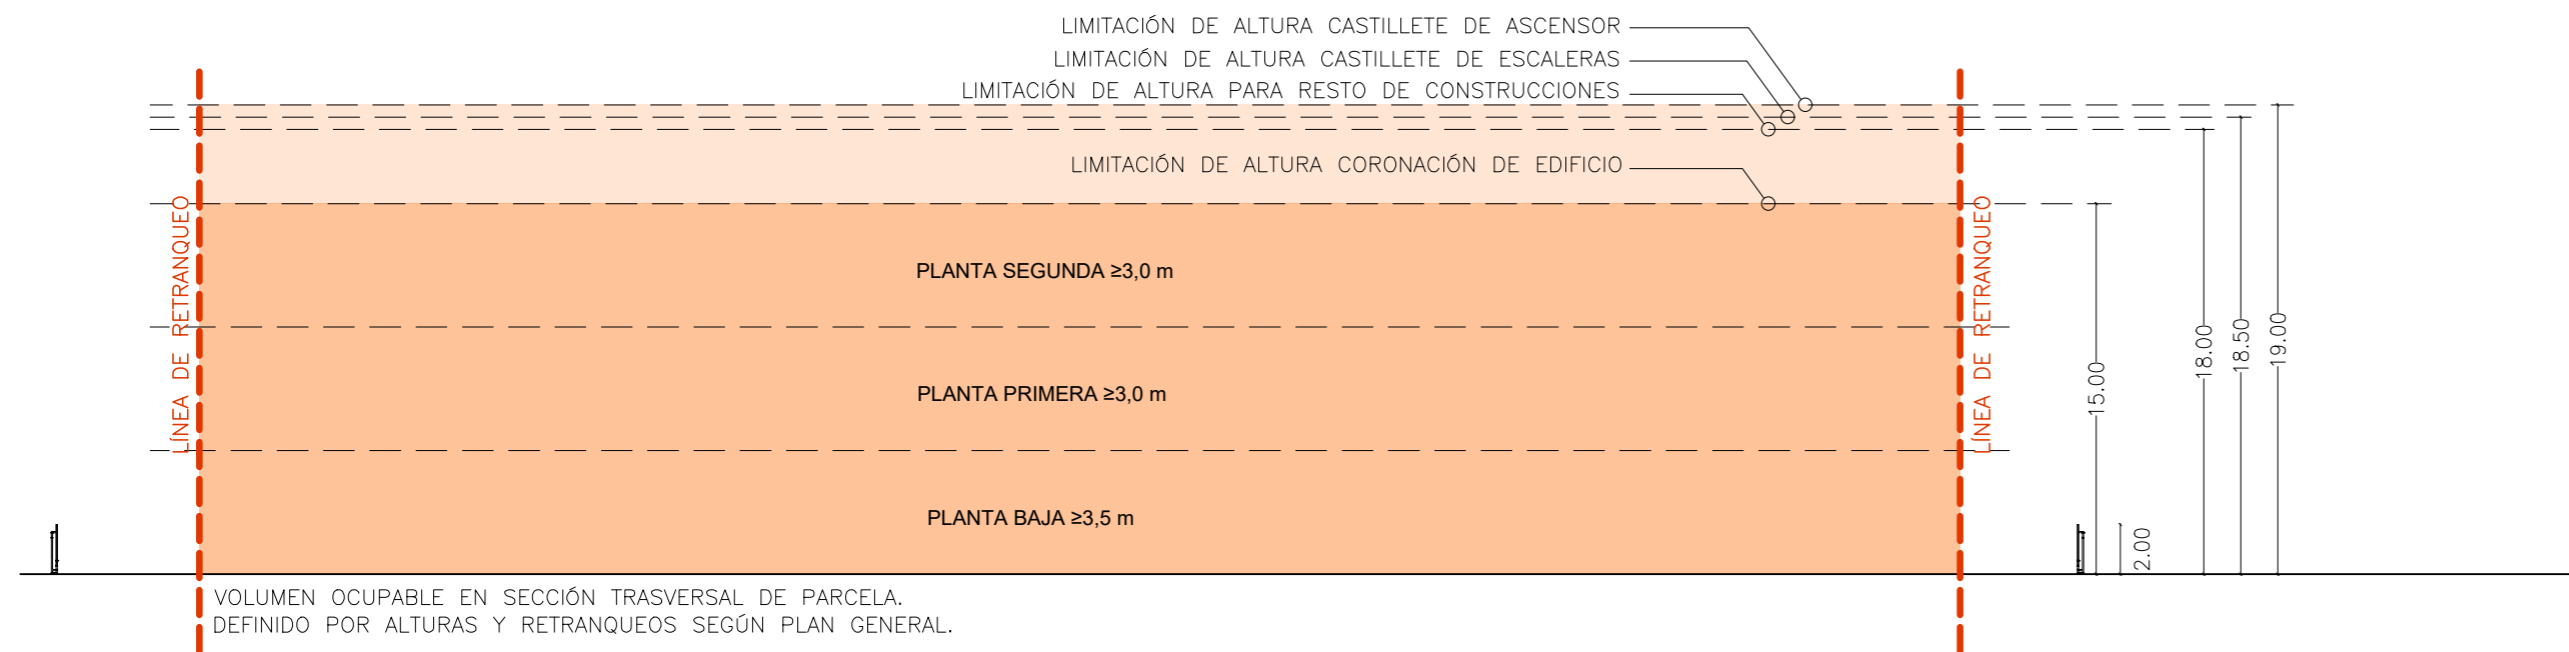 LIMITACIÓN DE ALTURA CASTILLETE DE ASCENSOR
LIMITACIÓN DE ALTURA CASTILLETE DE ESCALERAS
LIMITACIÓN DE ALTURA PARA RESTO DE CONSTRUCCIONES
LIMITACIÓN DE ALTURA CORONACIÓN DE EDIFICIO
LÍNEA DE RETRANQUEO
LÍNEA DE RETRANQUEO
PLANTA SEGUNDA ≥3,0 m
PLANTA PRIMERA ≥3,0 m
PLANTA BAJA ≥3,5 m
15.00
2.00
18.00
18.50
19.00
VOLUMEN OCUPABLE EN SECCIÓN TRASVERSAL DE PARCELA.
DEFINIDO POR ALTURAS Y RETRANQUEOS SEGÚN PLAN GENERAL.